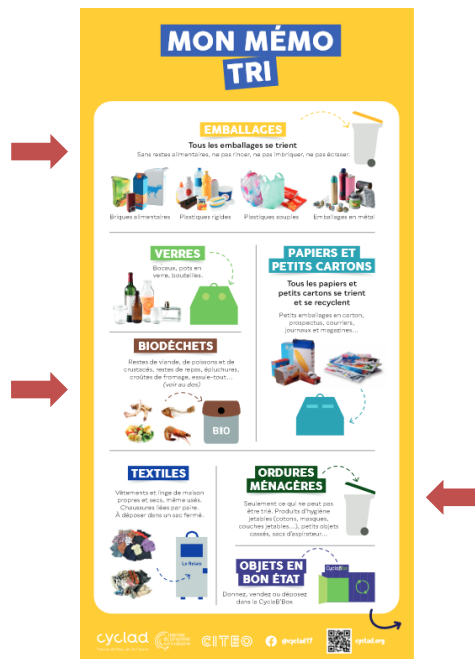 MON MÉMO
TRI
EMBALLAGES
Tous les emballages se trient
Sans restes alimentaires, ne pas rincer, ne pas imbriquer, ne pas écraser.
Briques alimentaires
Plastiques rigides
Plastiques souples
Emballages en métal
VERRES
Bocaux, pots en
verre, bouteilles.
PAPIERS ET
PETITS CARTONS
Tous les papiers et
petits cartons se trient
et se recyclent
Petits emballages en carton,
prospectus, courriers,
journaux et magazines...
BIODÉCHETS
Restes de viande, de poissons et de
crustacés, restes de repas, épluchures,
croûtes de fromage, essuie-tout...
(voir au dos)
BIO
TEXTILES
Vêtements et linge de maison
propres et secs, même usés.
Chaussures liées par paire.
À déposer dans un sac fermé.
Le Relais
ORDURES
MÉNAGÈRES
Seulement ce qui ne peut pas
être trié. Produits d'hygiène
jetables (cotons, masques,
couches jetables...), petits objets
cassés, sacs d'aspirateur...
OBJETS EN
BON ÉTAT
Donnez, vendez ou déposez
dans la CyclaB'Box
CyclaB'Box
cyclad
CITEO
@cyclad17
cyclad.org